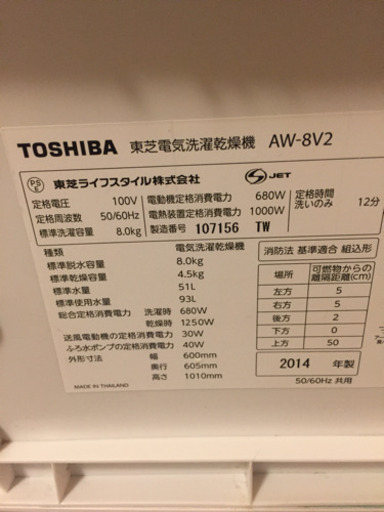 TOSHIBA 東芝電気洗濯乾燥機 AW-8V2
PS E 東芝ライフスタイル株式会社 S JET
定格電圧 100V 電動機定格消費電力 680W 定格時間
定格周波数 50/60Hz 電熱装置定格消費電力 1000W 洗いのみ 12分
標準洗濯容量 8.0kg 製造番号 107156 TW
種類 電気洗濯乾燥機 消防法 基準適合 組込形
標準脱水容量 8.0kg
標準乾燥容量 4.5kg
標準水量 51L
標準使用水量 93L
総合定格消費電力 洗濯時 680W
乾燥時 1250W
送風電動機の定格消費電力 30W
ふろ水ポンプの定格消費電力 40W
外形寸法 幅 600mm
奥行 605mm
高さ 1010mm
MADE IN THAILAND
場所 可燃物からの離隔距離(cm)
左方 5
右方 5
後方 2
下方 0
上方 50
2014 年製
50/60Hz 共用